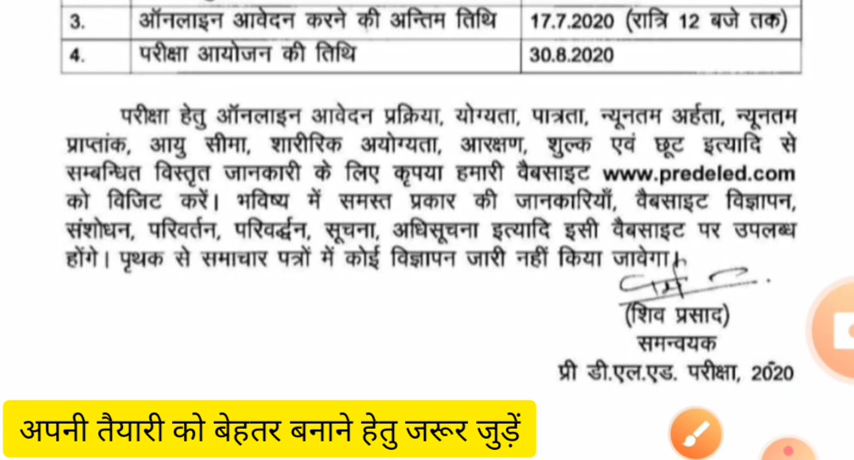 3. ऑनलाइन आवेदन करने की अन्तिम तिथि 17.7.2020 (रात्रि 12 बजे तक)
4. परीक्षा आयोजन की तिथि 30.8.2020
परीक्षा हेतु ऑनलाइन आवेदन प्रक्रिया, योग्यता, पात्रता, न्यूनतम अर्हता, न्यूनतम
प्राप्तांक, आयु सीमा, शारीरिक अयोग्यता, आरक्षण, शुल्क एवं छूट इत्यादि से
सम्बन्धित विस्तृत जानकारी के लिए कृपया हमारी वैबसाइट www.predeled.com
को विजिट करें। भविष्य में समस्त प्रकार की जानकारियाँ, वैबसाइट विज्ञापन,
संशोधन, परिवर्तन, परिवर्द्धन, सूचना, अधिसूचना इत्यादि इसी वैबसाइट पर उपलब्ध
होंगे। पृथक से समाचार पत्रों में कोई विज्ञापन जारी नहीं किया जावेगा।
(शिव प्रसाद)
समन्वयक
प्री डी.एल.एड. परीक्षा, 2020
अपनी तैयारी को बेहतर बनाने हेतु जरूर जुड़ें